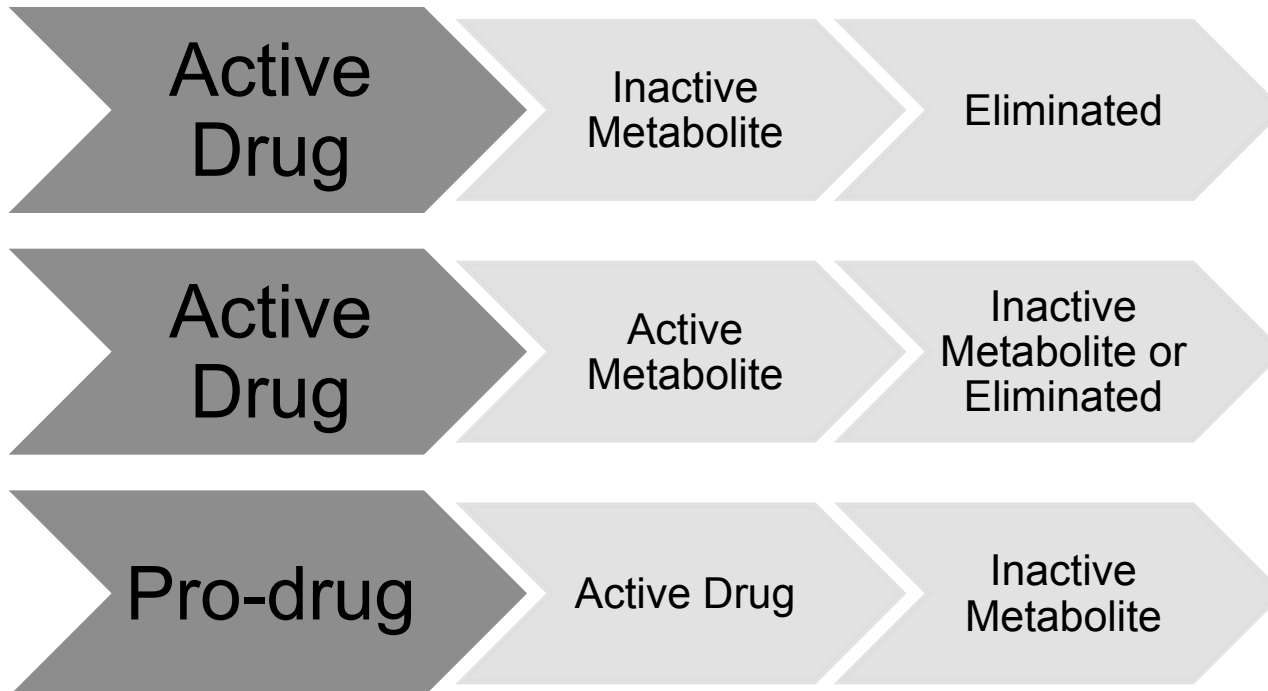 Active
Drug
Inactive
Metabolite
Eliminated
Active
Drug
Active
Metabolite
Inactive
Metabolite or
Eliminated
Pro-drug
Active Drug
Inactive
Metabolite